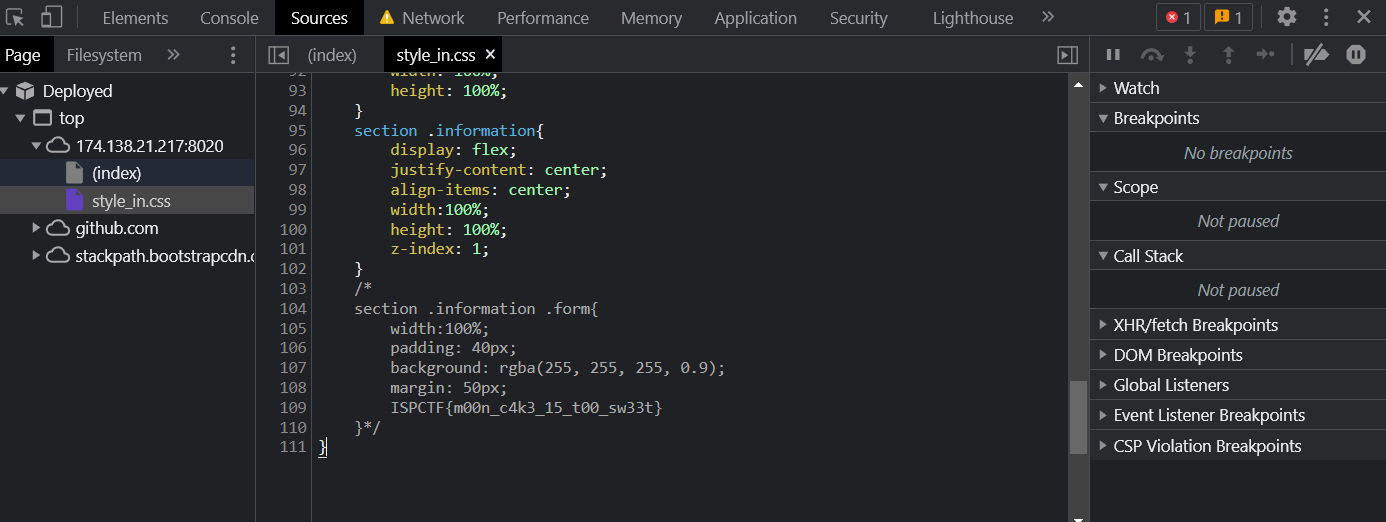 Elements Console Sources Network Performance Memory Application Security Lighthouse » 1 1
Page Filesystem » (index) style_in.css ×
Deployed
top
174.138.21.217:8020
(index)
style_in.css
github.com
stackpath.bootstrapcdn.c
92 width: 100%;
93 height: 100%;
94 }
95 section .information{
96 display: flex;
97 justify-content: center;
98 align-items: center;
99 width:100%;
100 height: 100%;
101 z-index: 1;
102 }
103 /*
104 section .information .form{
105 width:100%;
106 padding: 40px;
107 background: rgba(255, 255, 255, 0.9);
108 margin: 50px;
109 ISPCTF{m00n_c4k3_15_t00_sw33t}
110 }*/
111 }
Watch
Breakpoints
No breakpoints
Scope
Not paused
Call Stack
Not paused
XHR/fetch Breakpoints
DOM Breakpoints
Global Listeners
Event Listener Breakpoints
CSP Violation Breakpoints